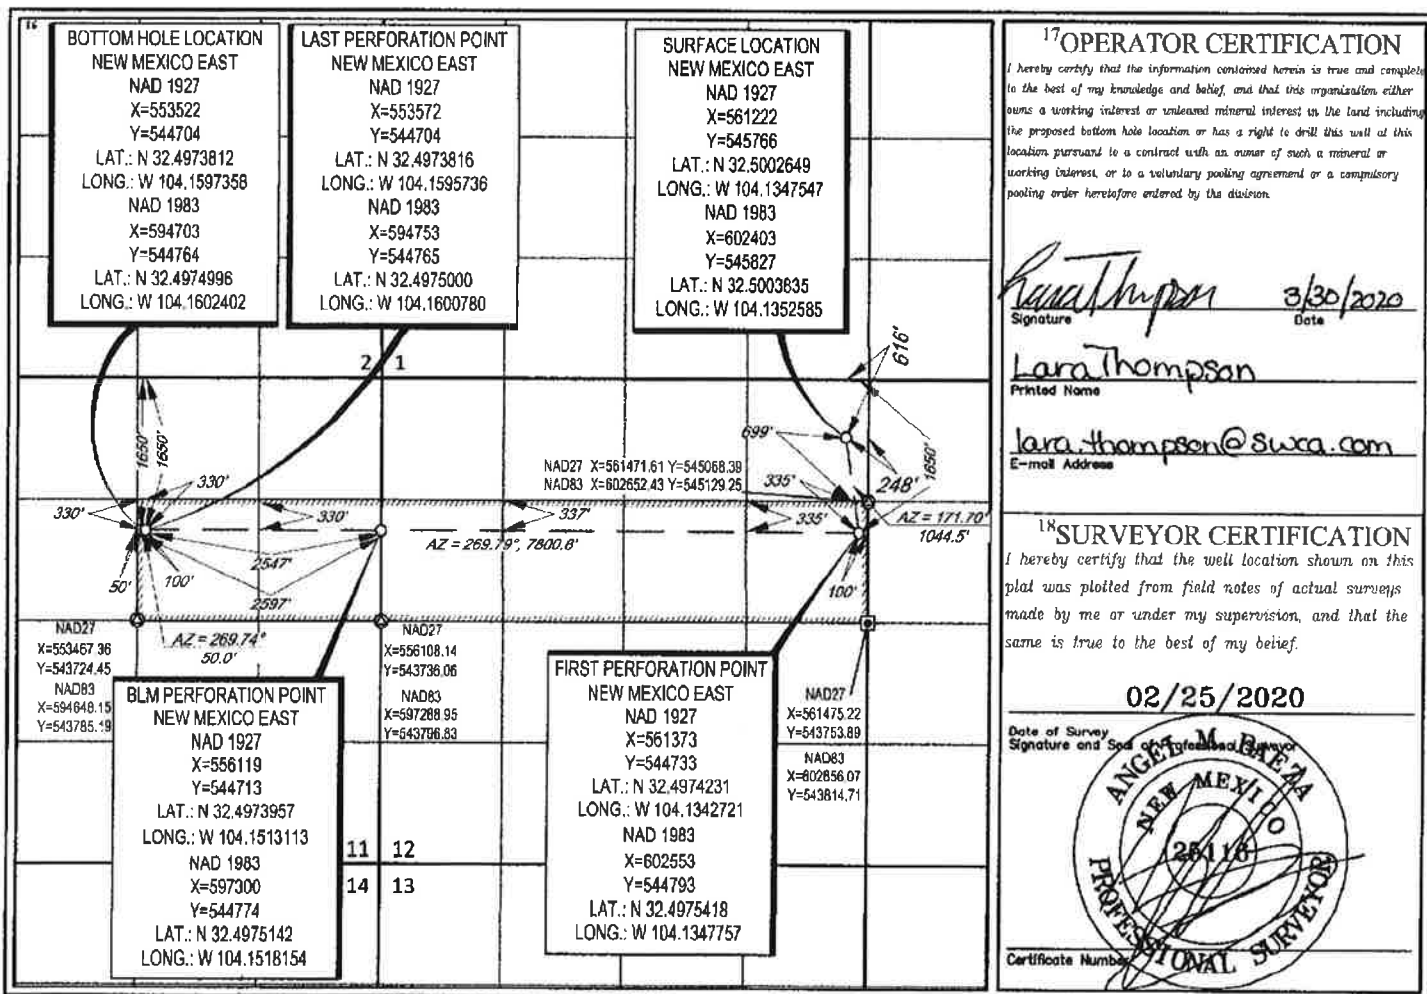 16
BOTTOM HOLE LOCATION
NEW MEXICO EAST
NAD 1927
X=553522
Y=544704
LAT.: N 32.4973812
LONG.: W 104.1597358
NAD 1983
X=594703
Y=544764
LAT.: N 32.4974996
LONG.: W 104.1602402
LAST PERFORATION POINT
NEW MEXICO EAST
NAD 1927
X=553572
Y=544704
LAT.: N 32.4973816
LONG.: W 104.1595736
NAD 1983
X=594753
Y=544765
LAT.: N 32.4975000
LONG.: W 104.1600780
SURFACE LOCATION
NEW MEXICO EAST
NAD 1927
X=561222
Y=545766
LAT.: N 32.5002649
LONG.: W 104.1347547
NAD 1983
X=602403
Y=545827
LAT.: N 32.5003835
LONG.: W 104.1352585
2 1
616'
1650'
1650'
699'
1650'
NAD27 X=561471.61 Y=545068.39
NAD83 X=602652.43 Y=545129.25
335'
248'
330'
330'
330'
337'
335'
AZ = 171.70°
1044.5'
AZ = 269.79°, 7800.6'
2547'
50'
100'
2597'
100'
AZ = 269.74°
50.0'
NAD27
X=553467.36
Y=543724.45
NAD83
X=594648.15
Y=543785.19
NAD27
X=556108.14
Y=543736.06
NAD83
X=597288.95
Y=543796.83
NAD27
X=561475.22
Y=543753.89
NAD83
X=602656.07
Y=543814.71
BLM PERFORATION POINT
NEW MEXICO EAST
NAD 1927
X=556119
Y=544713
LAT.: N 32.4973957
LONG.: W 104.1513113
NAD 1983
X=597300
Y=544774
LAT.: N 32.4975142
LONG.: W 104.1518154
11 12
14 13
FIRST PERFORATION POINT
NEW MEXICO EAST
NAD 1927
X=561373
Y=544733
LAT.: N 32.4974231
LONG.: W 104.1342721
NAD 1983
X=602553
Y=544793
LAT.: N 32.4975418
LONG.: W 104.1347757
17 OPERATOR CERTIFICATION
I hereby certify that the information contained herein is true and complete
to the best of my knowledge and belief, and that this organization either
owns a working interest or unleased mineral interest in the land including
the proposed bottom hole location or has a right to drill this well at this
location pursuant to a contract with an owner of such a mineral or
working interest, or to a voluntary pooling agreement or a compulsory
pooling order heretofore entered by the division.
Lara Thompson 3/30/2020
Signature Date
Lara Thompson
Printed Name
lara.thompson@swca.com
E-mail Address
18 SURVEYOR CERTIFICATION
I hereby certify that the well location shown on this
plat was plotted from field notes of actual surveys
made by me or under my supervision, and that the
same is true to the best of my belief.
02/25/2020
Date of Survey
Signature and Seal of Professional Surveyor
ANGEL M. BAEZA
NEW MEXICO
25116
PROFESSIONAL SURVEYOR
Certificate Number